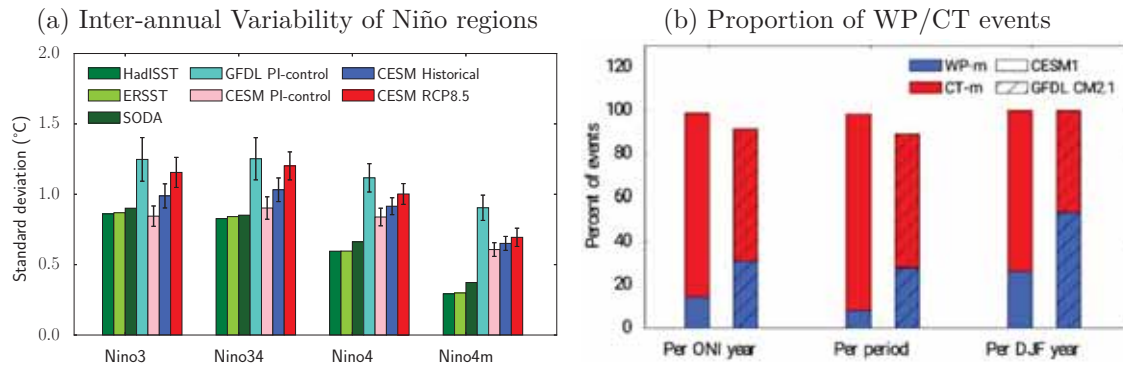 (a) Inter-annual Variability of Niño regions
2.0
1.5
1.0
0.5
0.0
Standard deviation (°C)
HadISST
ERSST
SODA
GFDL PI-control
CESM PI-control
CESM Historical
CESM RCP8.5
Nino3
Nino34
Nino4
Nino4m
(b) Proportion of WP/CT events
120
100
80
60
40
20
0
Percent of events
WP-m
CT-m
CESM1
GFDL CM2.1
Per ONI year
Per period
Per DJF year